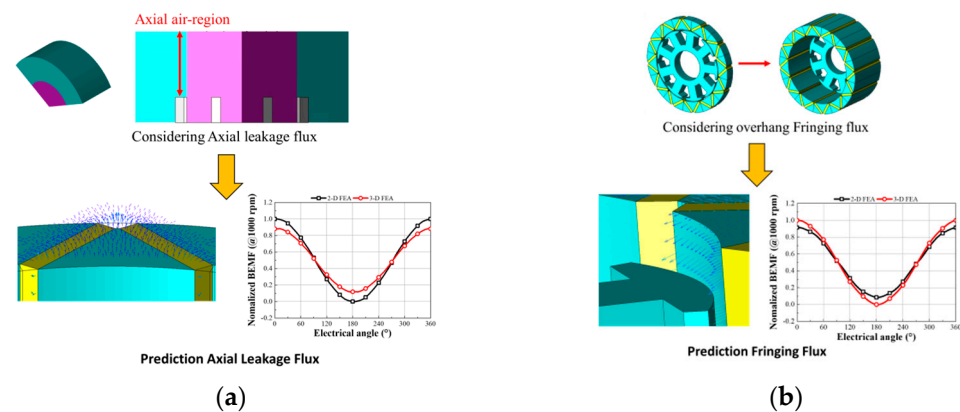 Axial air-region
Considering Axial leakage flux
2-D FEA
3-D FEA
Nomalized BEMF (@1000 rpm)
1.2
1.0
0.8
0.6
0.4
0.2
0.0
-0.2
0
60
120
180
240
300
360
Electrical angle (°)
Prediction Axial Leakage Flux
(a)
Considering overhang Fringing flux
2-D FEA
3-D FEA
Nomalized BEMF (@1000 rpm)
1.2
1.0
0.8
0.6
0.4
0.2
0.0
-0.2
0
60
120
180
240
300
360
Electrical angle (°)
Prediction Fringing Flux
(b)